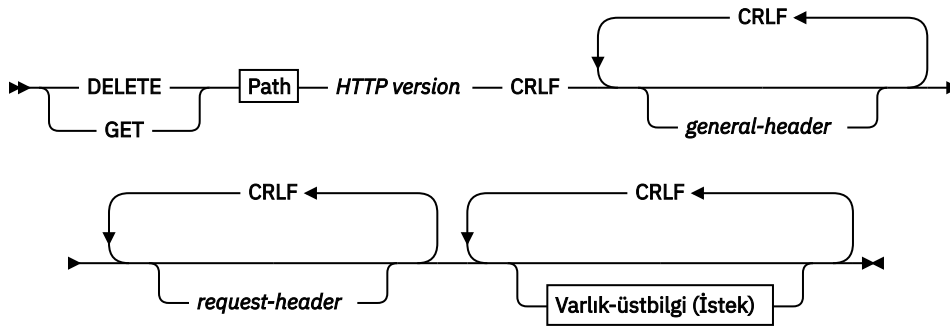 CRLF
DELETE Path HTTP version CRLF
GET general-header
CRLF CRLF
request-header Varlık-üstbilgi (İstek)